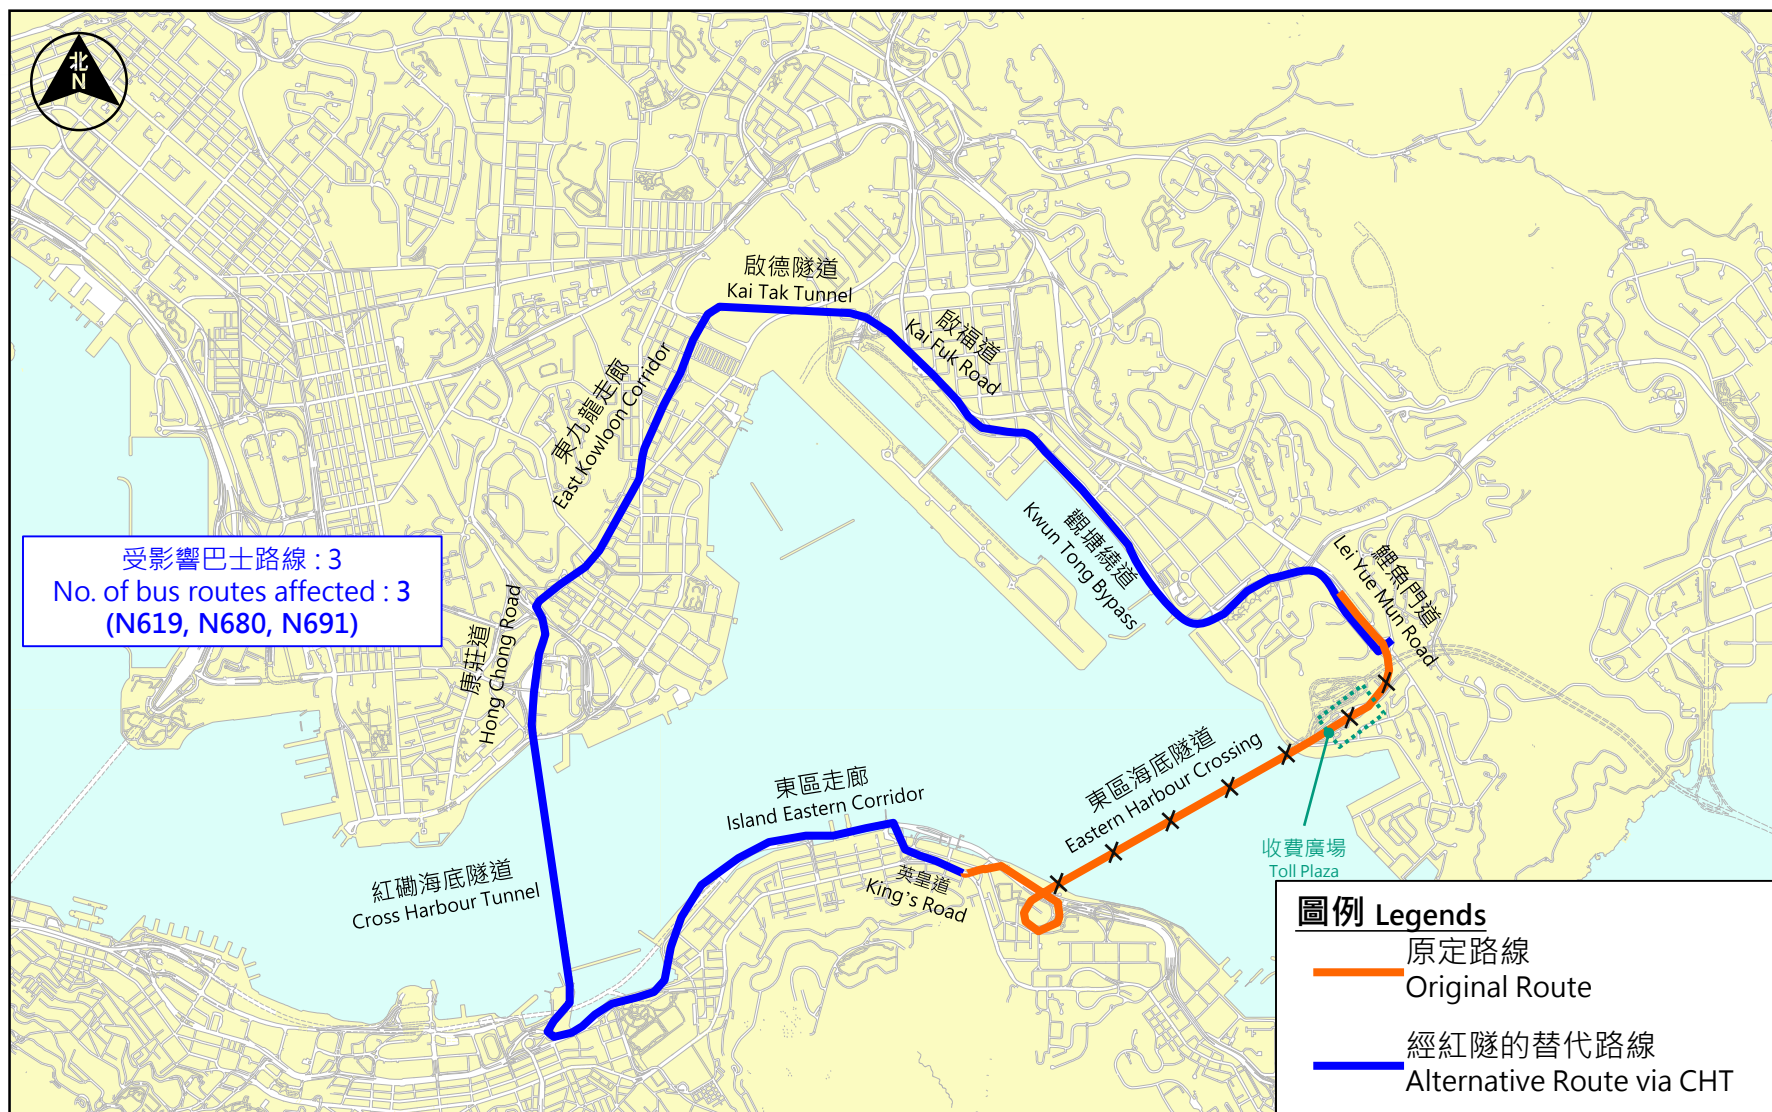 北
N
啟德隧道
Kai Tak Tunnel
啟福道
Kai Fuk Road
東九龍走廊
East Kowloon Corridor
觀塘繞道
Kwun Tong Bypass
鯉魚門道
Lei Yue Mun Road
受影響巴士路線 : 3
No. of bus routes affected : 3
(N619, N680, N691)
康莊道
Hong Chong Road
東區海底隧道
Eastern Harbour Crossing
東區走廊
Island Eastern Corridor
收費廣場
Toll Plaza
紅磡海底隧道
Cross Harbour Tunnel
英皇道
King's Road
圖例 Legends
原定路線
Original Route
經紅隧的替代路線
Alternative Route via CHT